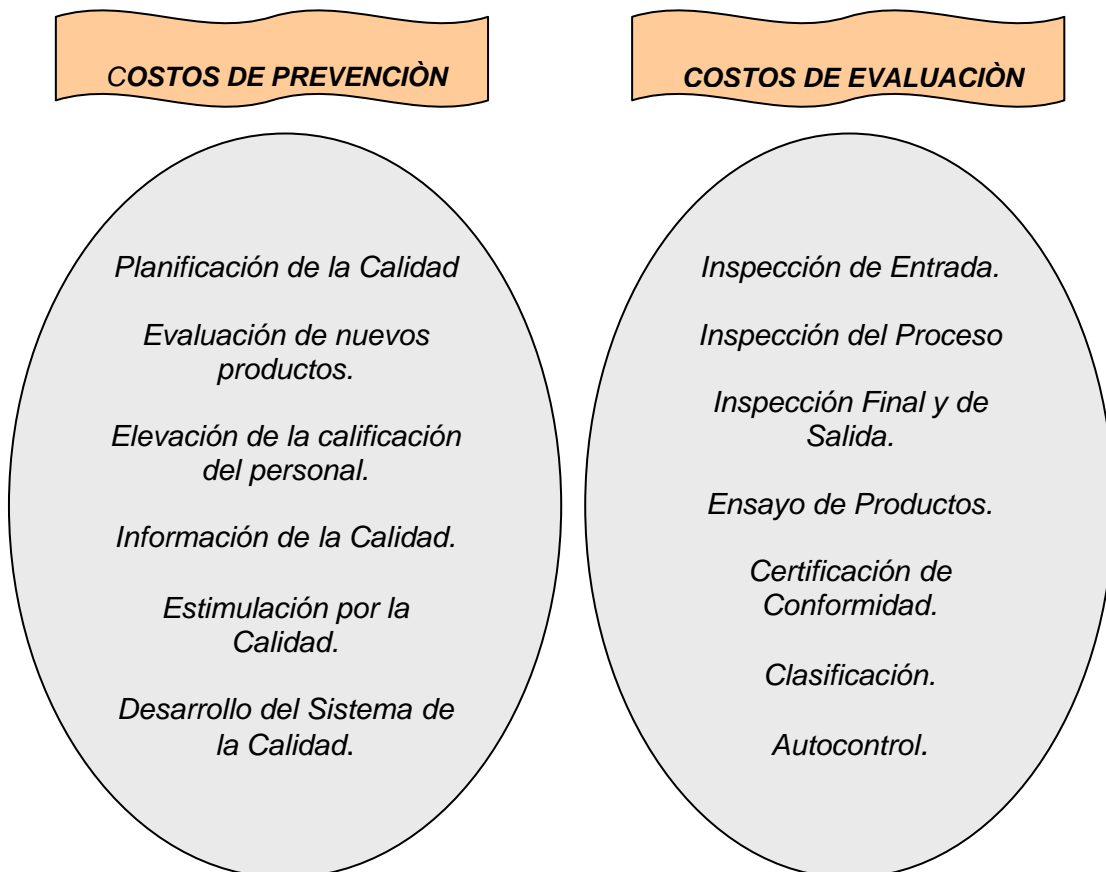 COSTOS DE PREVENCIÒN
Planificación de la Calidad
Evaluación de nuevos
productos.
Elevación de la calificación
del personal.
Información de la Calidad.
Estimulación por la
Calidad.
Desarrollo del Sistema de
la Calidad.
COSTOS DE EVALUACIÒN
Inspección de Entrada.
Inspección del Proceso
Inspección Final y de
Salida.
Ensayo de Productos.
Certificación de
Conformidad.
Clasificación.
Autocontrol.